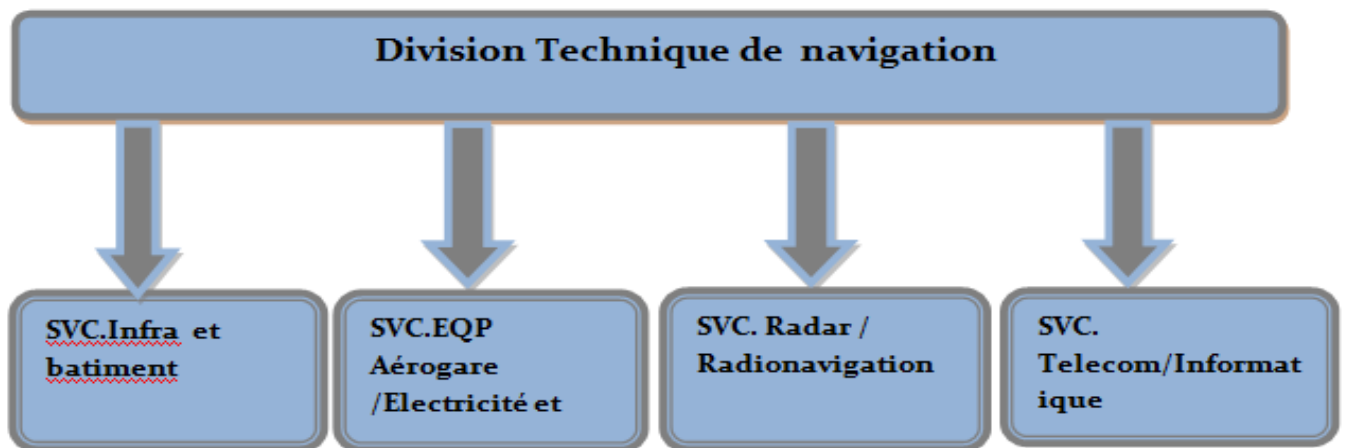 Division Technique de navigation
SVC.Infra et
batiment
SVC.EQP
Aérogare
/Electricité et
SVC. Radar /
Radionavigation
SVC.
Telecom/Informat
ique